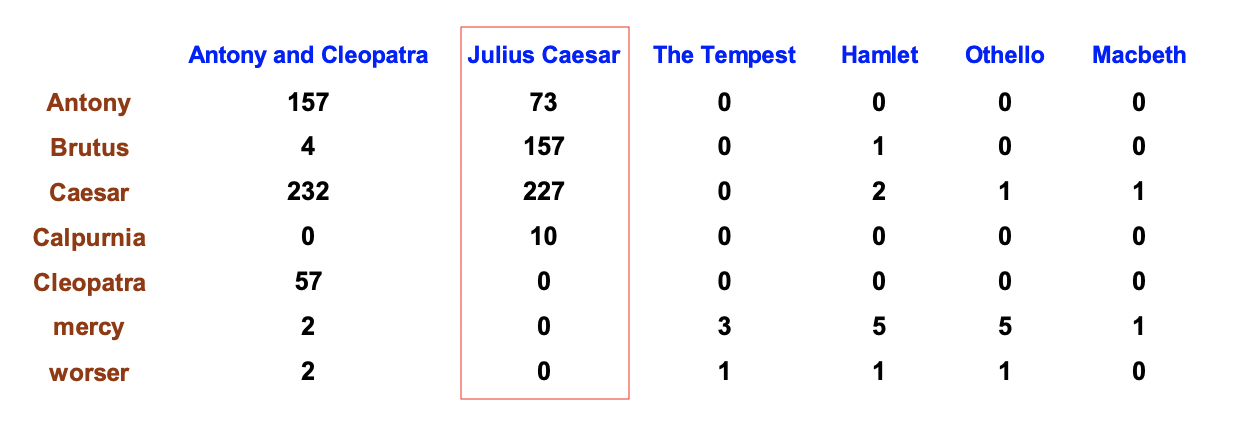 Antony and Cleopatra Julius Caesar The Tempest Hamlet Othello Macbeth
Antony 157 73 0 0 0 0
Brutus 4 157 0 1 0 0
Caesar 232 227 0 2 1 1
Calpurnia 0 10 0 0 0 0
Cleopatra 57 0 0 0 0 0
mercy 2 0 3 5 5 1
worser 2 0 1 1 1 0